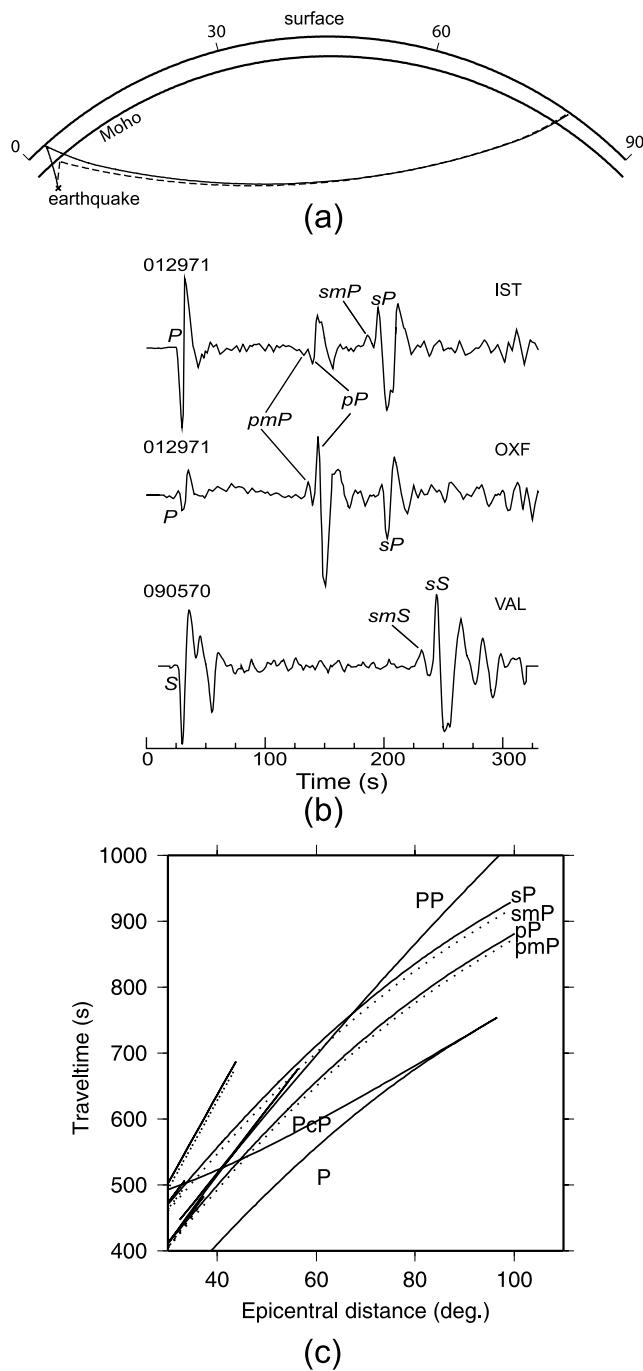 surface
30
60
Moho
0
90
earthquake
(a)
012971
IST
smP
sP
P
pmP
pP
012971
OXF
P
sP
090570
VAL
sS
smS
S
0
100
200
300
Time (s)
(b)
1000
900
800
700
600
500
400
Traveltime (s)
PP
sP
smP
pP
pmP
PcP
P
40
60
80
100
Epicentral distance (deg.)
(c)